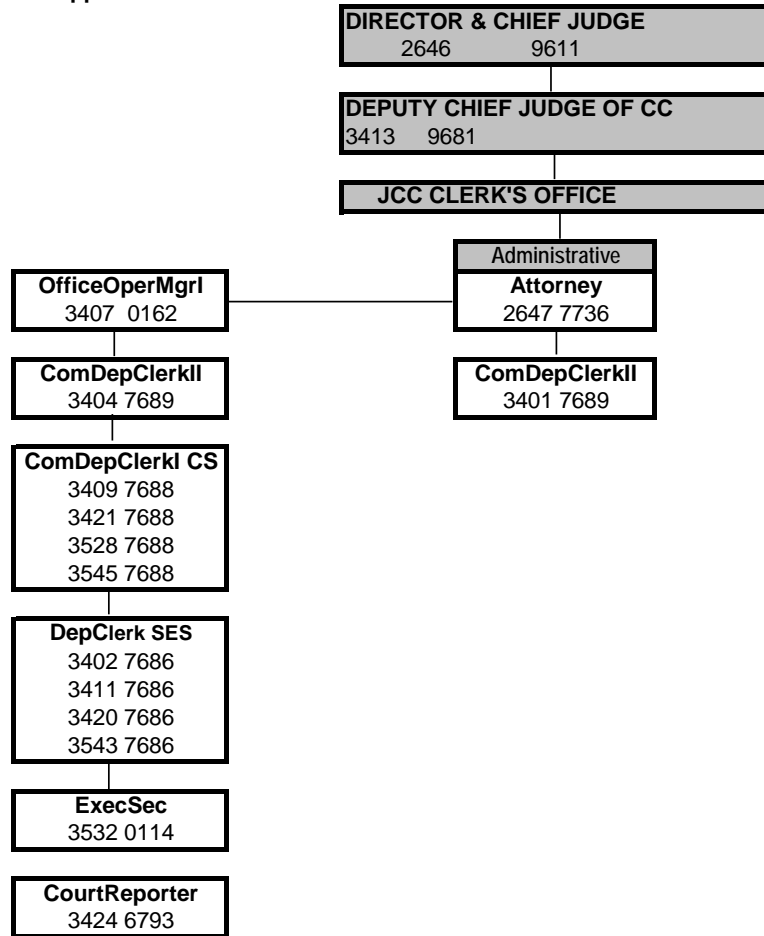 DIRECTOR & CHIEF JUDGE
2646 9611
DEPUTY CHIEF JUDGE OF CC
3413 9681
JCC CLERK'S OFFICE
Administrative
Attorney
2647 7736
OfficeOperMgrI
3407 0162
ComDepClerkII
3404 7689
ComDepClerkII
3401 7689
ComDepClerkI CS
3409 7688
3421 7688
3528 7688
3545 7688
DepClerk SES
3402 7686
3411 7686
3420 7686
3543 7686
ExecSec
3532 0114
CourtReporter
3424 6793